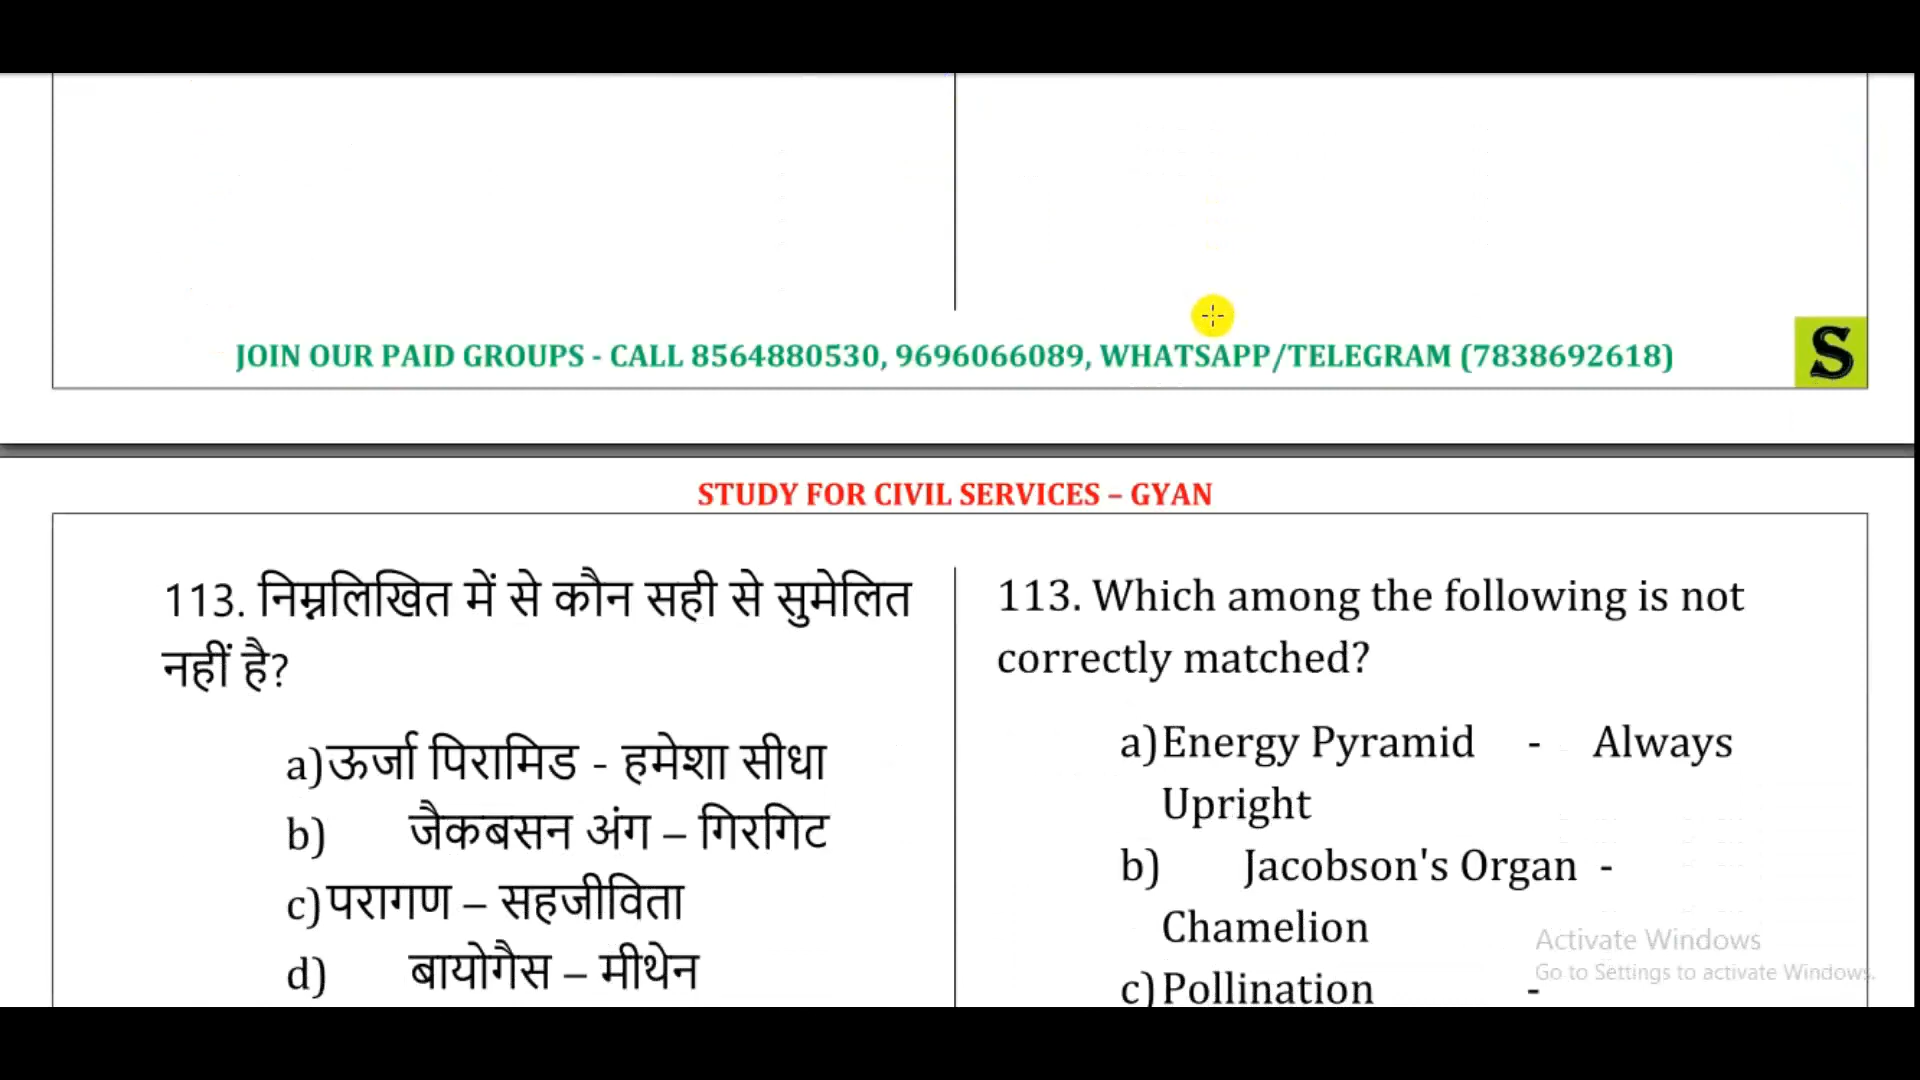 JOIN OUR PAID GROUPS - CALL 8564880530, 9696066089, WHATSAPP/TELEGRAM (7838692618)
S
STUDY FOR CIVIL SERVICES – GYAN
113. निम्नलिखित में से कौन सही से सुमेलित
नहीं है?
a)ऊर्जा पिरामिड - हमेशा सीधा
b) जैकबसन अंग – गिरगिट
c)परागण – सहजीविता
d) बायोगैस – मीथेन
113. Which among the following is not
correctly matched?
a)Energy Pyramid - Always
Upright
b) Jacobson's Organ -
Chamelion
c)Pollination -
Activate Windows
Go to Settings to activate Windows.